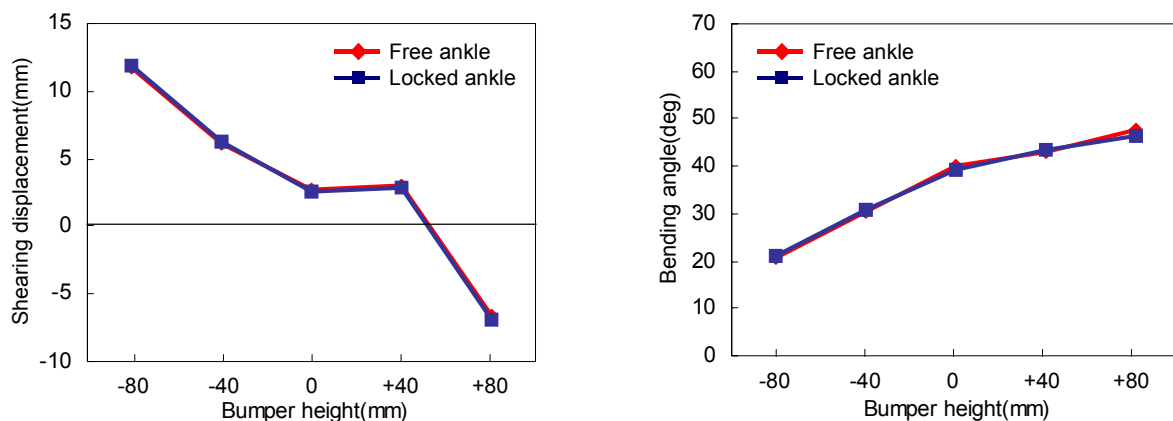 Shearing displacement(mm)
15
10
5
0
-5
-10
Free ankle
Locked ankle
-80 -40 0 +40 +80
Bumper height(mm)
Bending angle(deg)
70
60
50
40
30
20
10
0
Free ankle
Locked ankle
-80 -40 0 +40 +80
Bumper height(mm)